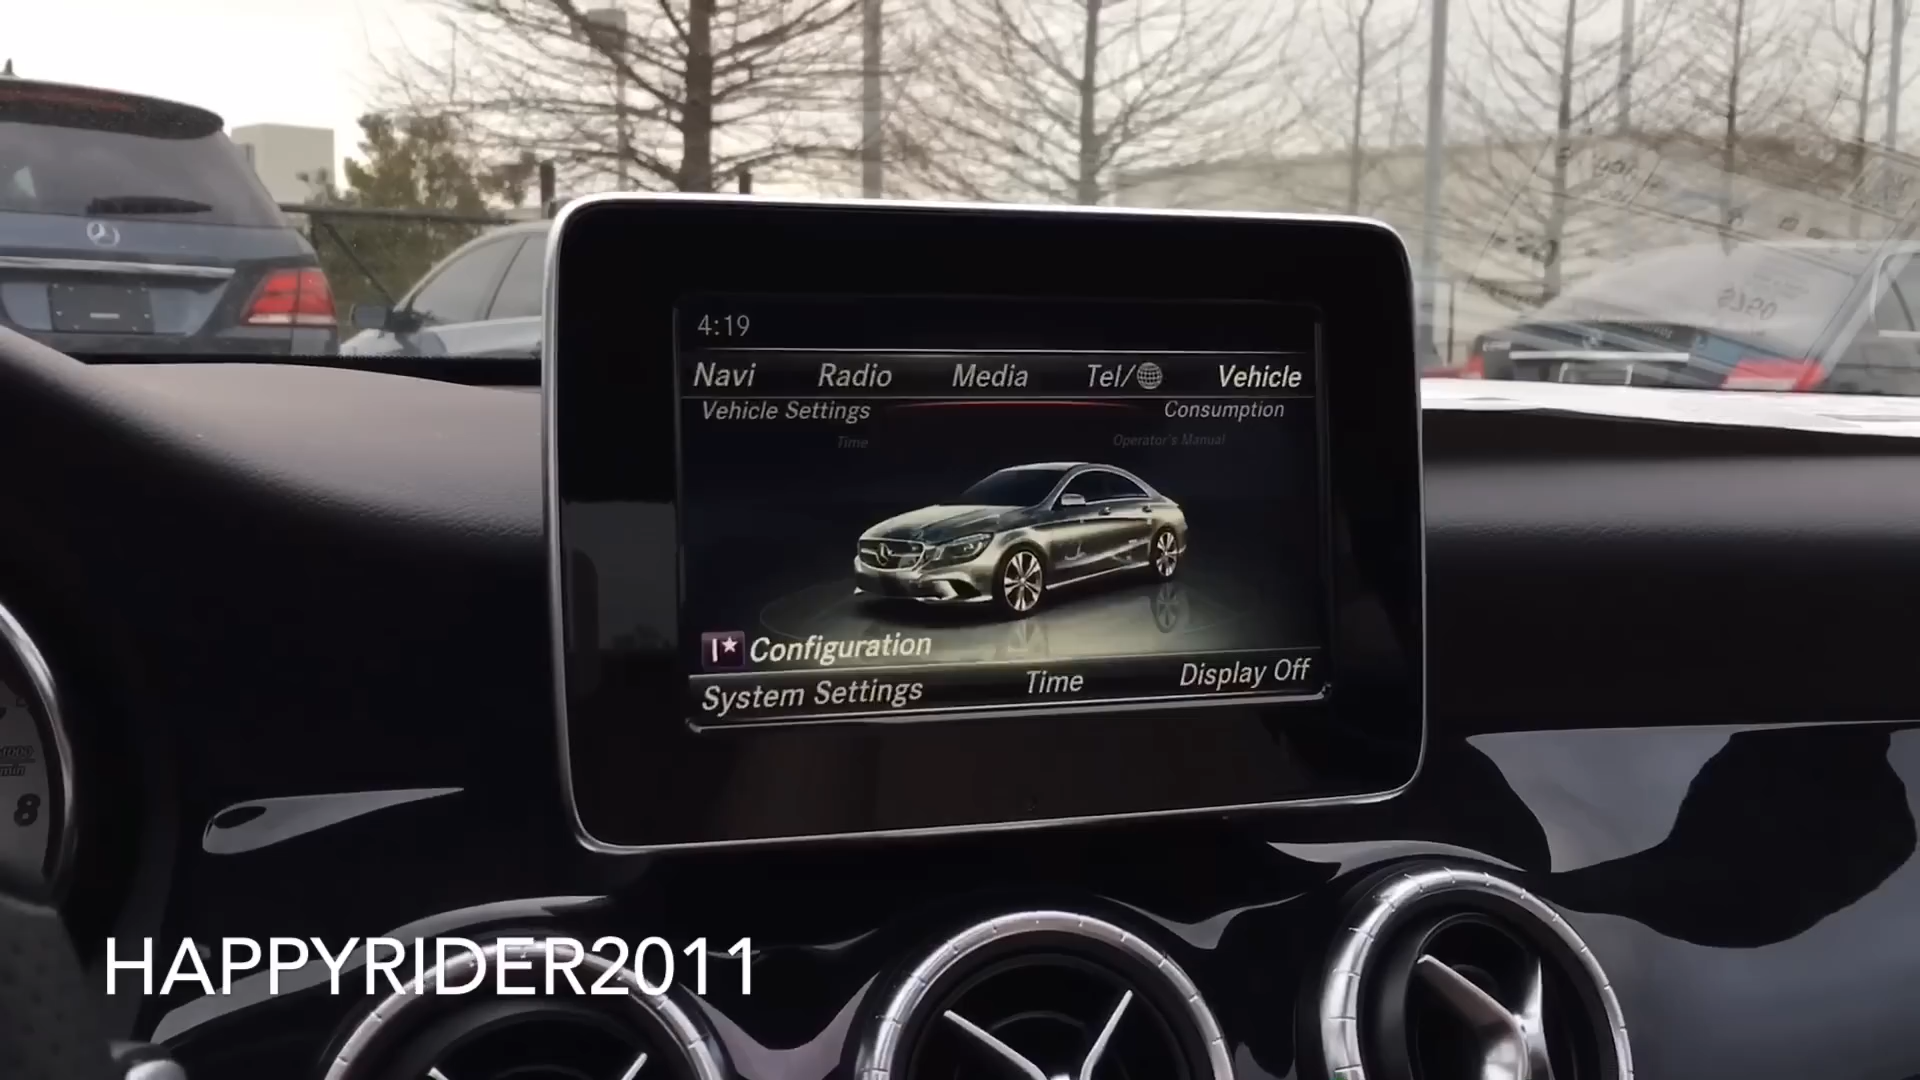 4:19
Navi Radio Media Tel/ Vehicle
Vehicle Settings Consumption
Time Operator's Manual
I★ Configuration
System Settings Time Display Off
8
HAPPYRIDER2011